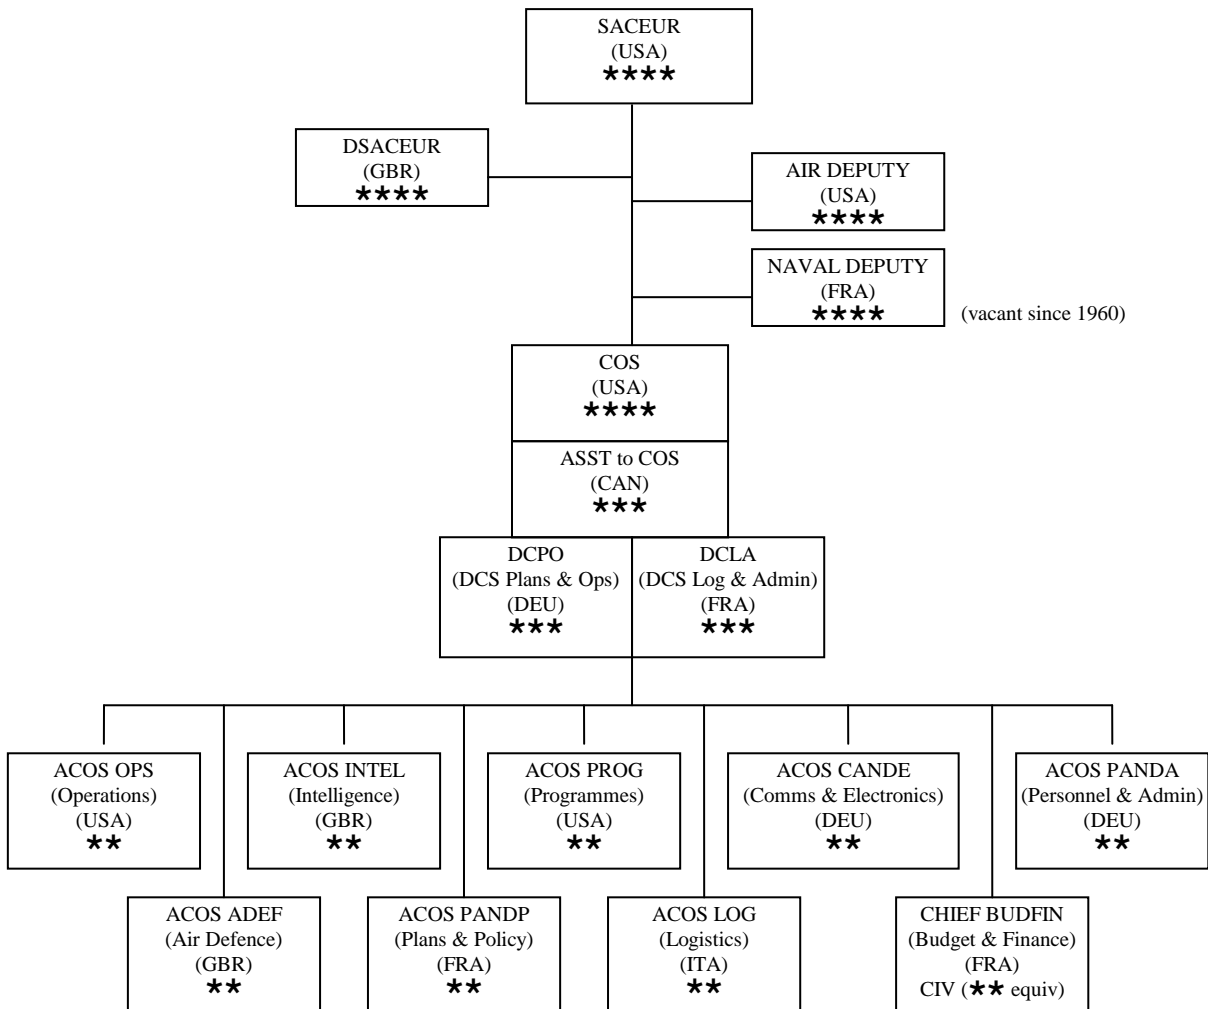 SACEUR
(USA)
★★★★
DSACEUR
(GBR)
★★★★
AIR DEPUTY
(USA)
★★★★
NAVAL DEPUTY
(FRA)
★★★★
(vacant since 1960)
COS
(USA)
★★★★
ASST to COS
(CAN)
★★★
DCPO
(DCS Plans & Ops)
(DEU)
★★★
DCLA
(DCS Log & Admin)
(FRA)
★★★
ACOS OPS
(Operations)
(USA)
★★
ACOS INTEL
(Intelligence)
(GBR)
★★
ACOS PROG
(Programmes)
(USA)
★★
ACOS CANDE
(Comms & Electronics)
(DEU)
★★
ACOS PANDA
(Personnel & Admin)
(DEU)
★★
ACOS ADEF
(Air Defence)
(GBR)
★★
ACOS PANDP
(Plans & Policy)
(FRA)
★★
ACOS LOG
(Logistics)
(ITA)
★★
CHIEF BUDFIN
(Budget & Finance)
(FRA)
CIV (★★ equiv)